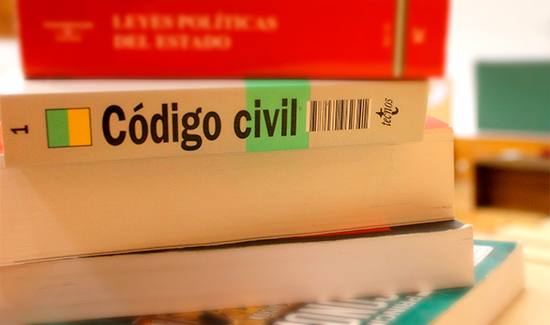 LEYES POLÍTICAS
DEL ESTADO
1
Código civil
tecnos